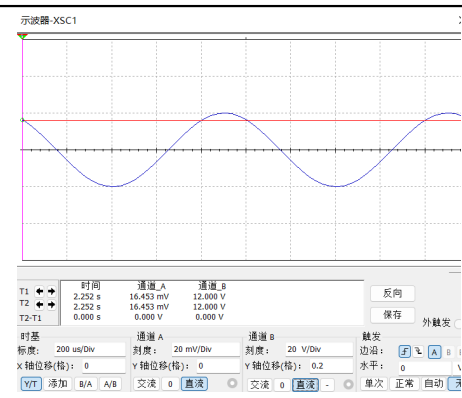 示波器-XSC1
时间 通道_A 通道_B
T1 2.252 s 16.453 mV 12.000 V
T2 2.252 s 16.453 mV 12.000 V
T2-T1 0.000 s 0.000 V 0.000 V
反向
保存
外触发
时基 通道 A 通道 B 触发
标度: 200 us/Div 刻度: 20 mV/Div 刻度: 20 V/Div 边沿: A B
X 轴位移(格): 0 Y 轴位移(格): 0 Y 轴位移(格): 0.2 水平: 0 V
Y/T 添加 B/A A/B 交流 0 直流 交流 0 直流 - 单次 正常 自动